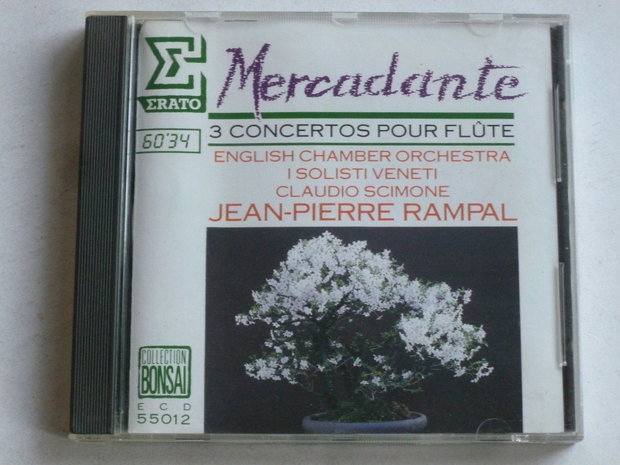 Σ
ΣRATO
Mercadante
60'34
3 CONCERTOS POUR FLÛTE
ENGLISH CHAMBER ORCHESTRA
I SOLISTI VENETI
CLAUDIO SCIMONE
JEAN-PIERRE RAMPAL
COLLECTION
BONSAI
ECD
55012